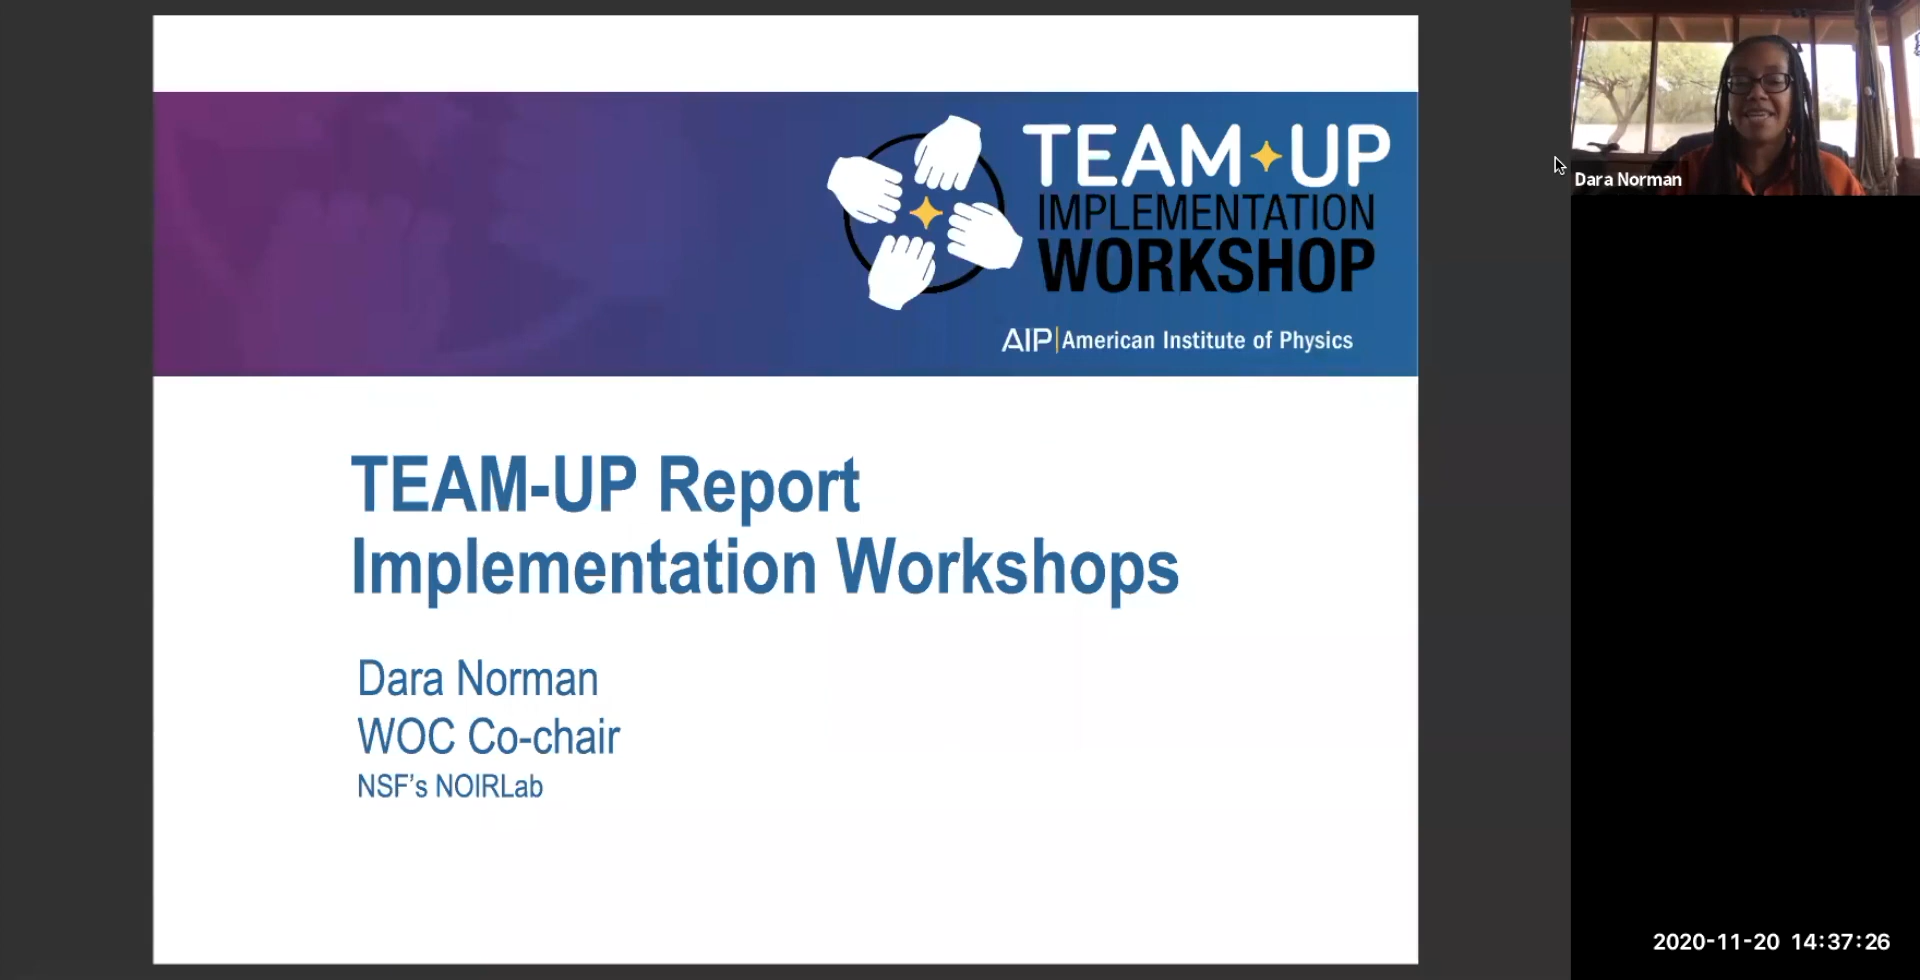 TEAM UP
IMPLEMENTATION
WORKSHOP
AIP|American Institute of Physics
TEAM-UP Report
Implementation Workshops
Dara Norman
WOC Co-chair
NSF's NOIRLab
Dara Norman
2020-11-20 14:37:26